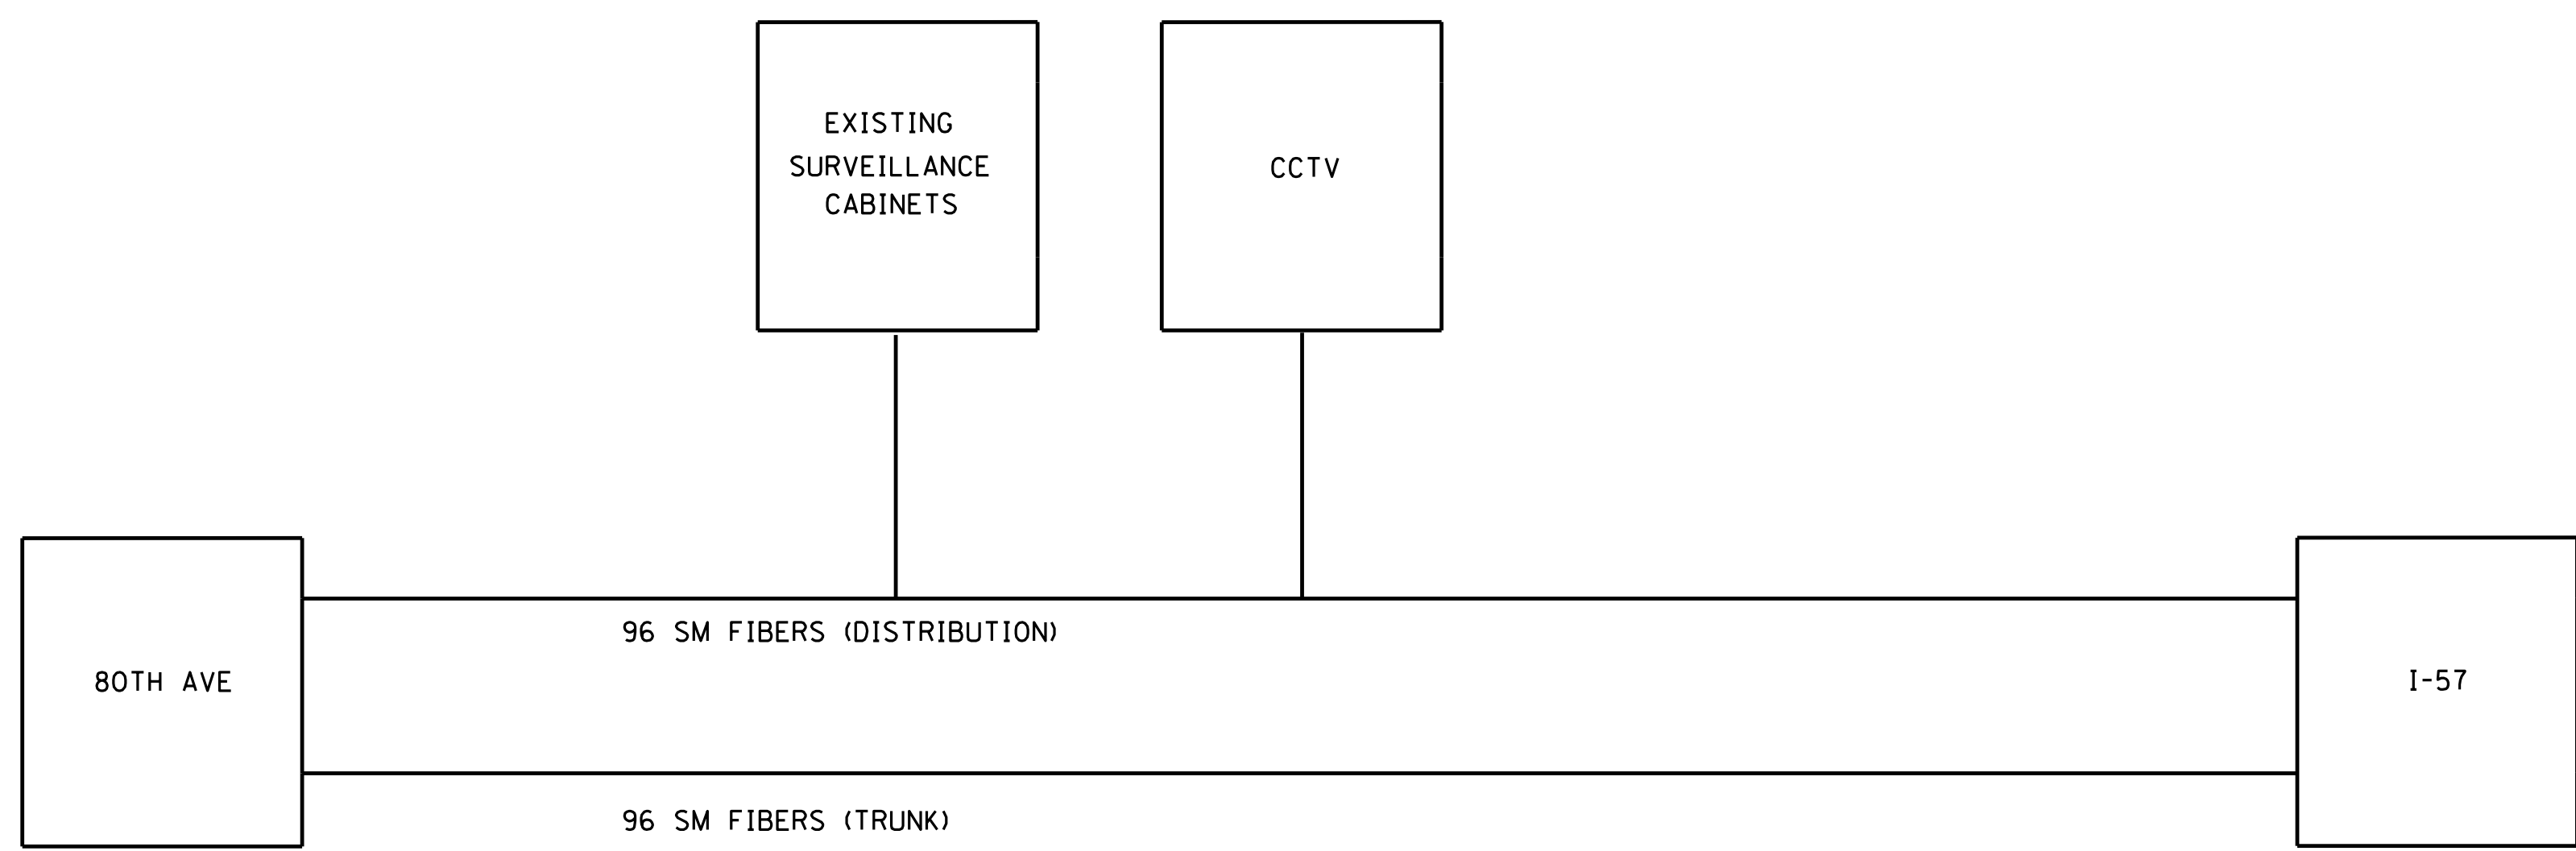 EXISTING
SURVEILLANCE
CABINETS
CCTV
96 SM FIBERS (DISTRIBUTION)
80TH AVE
I-57
96 SM FIBERS (TRUNK)